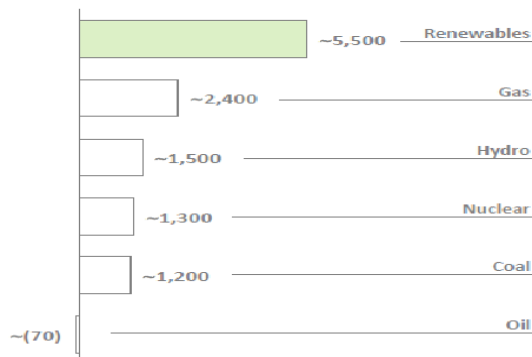 ~5,500 Renewables
~2,400 Gas
~1,500 Hydro
~1,300 Nuclear
~1,200 Coal
~(70) Oil